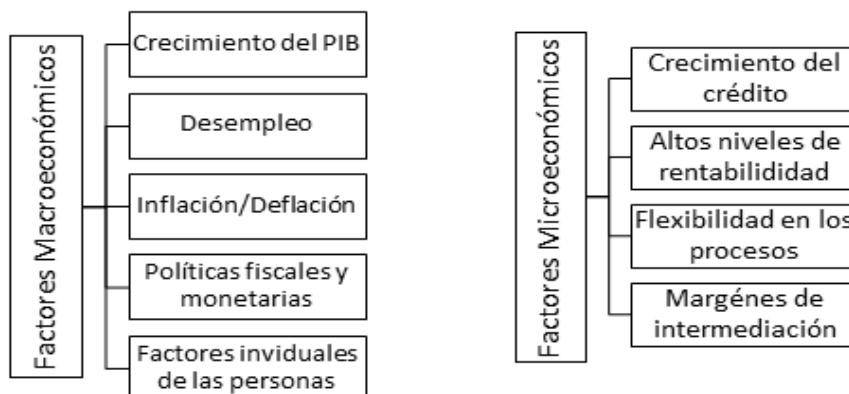 Factores Macroeconómicos
Crecimiento del PIB
Desempleo
Inflación/Deflación
Políticas fiscales y
monetarias
Factores inviduales
de las personas
Factores Microeconómicos
Crecimiento del
crédito
Altos niveles de
rentabilididad
Flexibilidad en los
procesos
Margénes de
intermediación